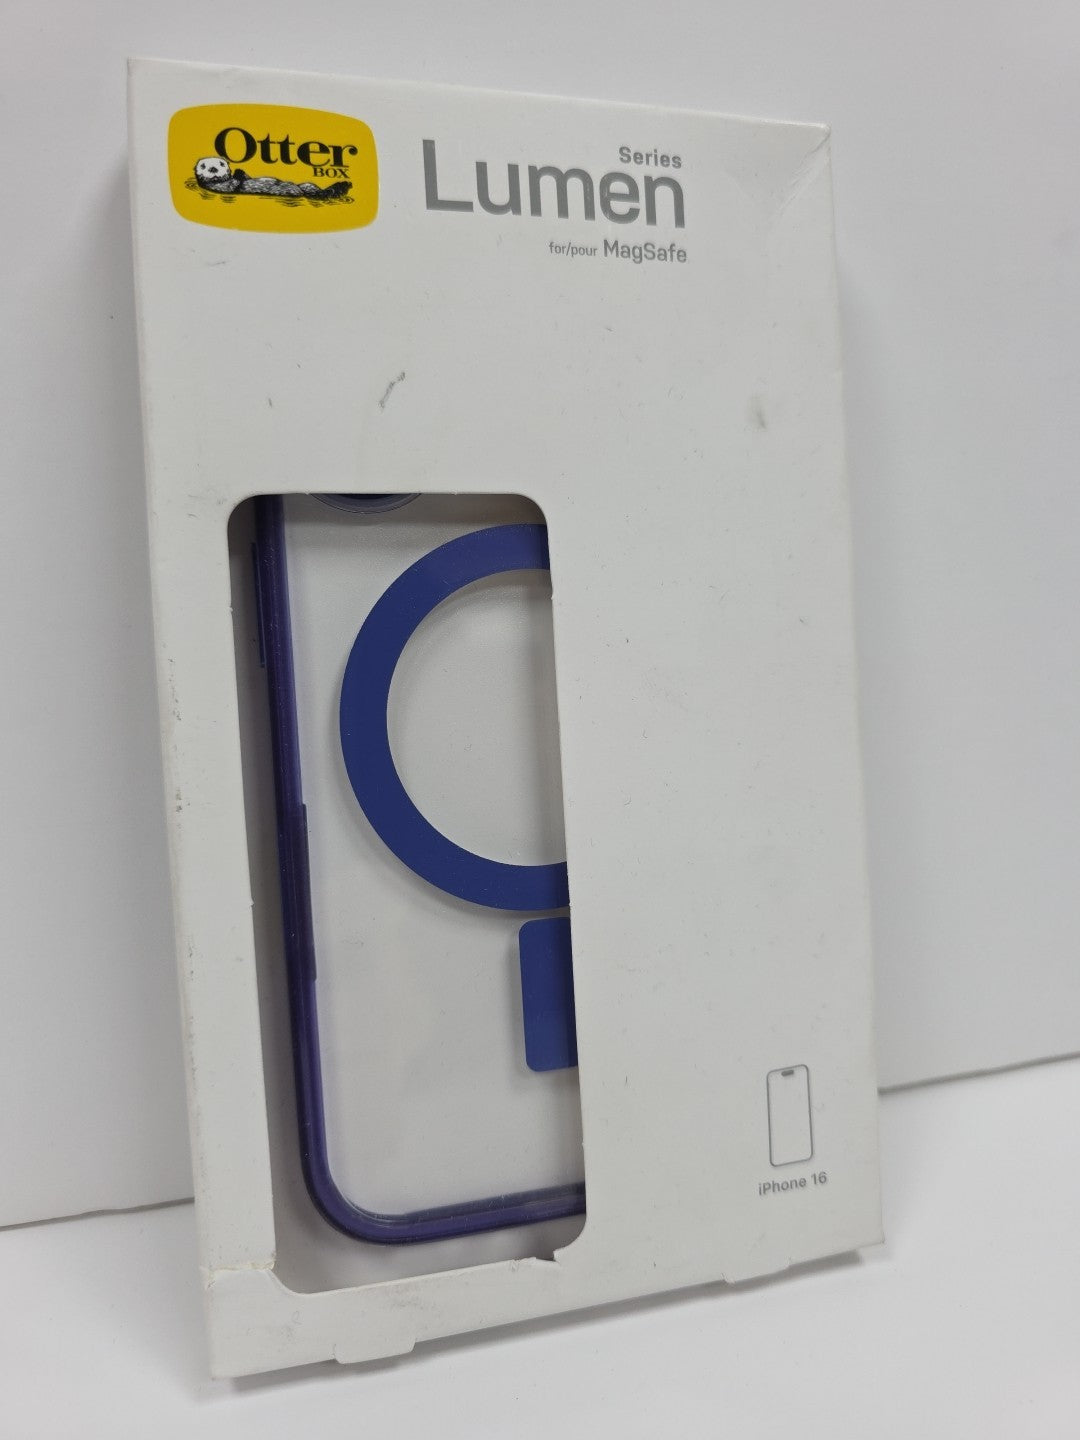 Otter
BOX
Series
Lumen
for/pour MagSafe
iPhone 16